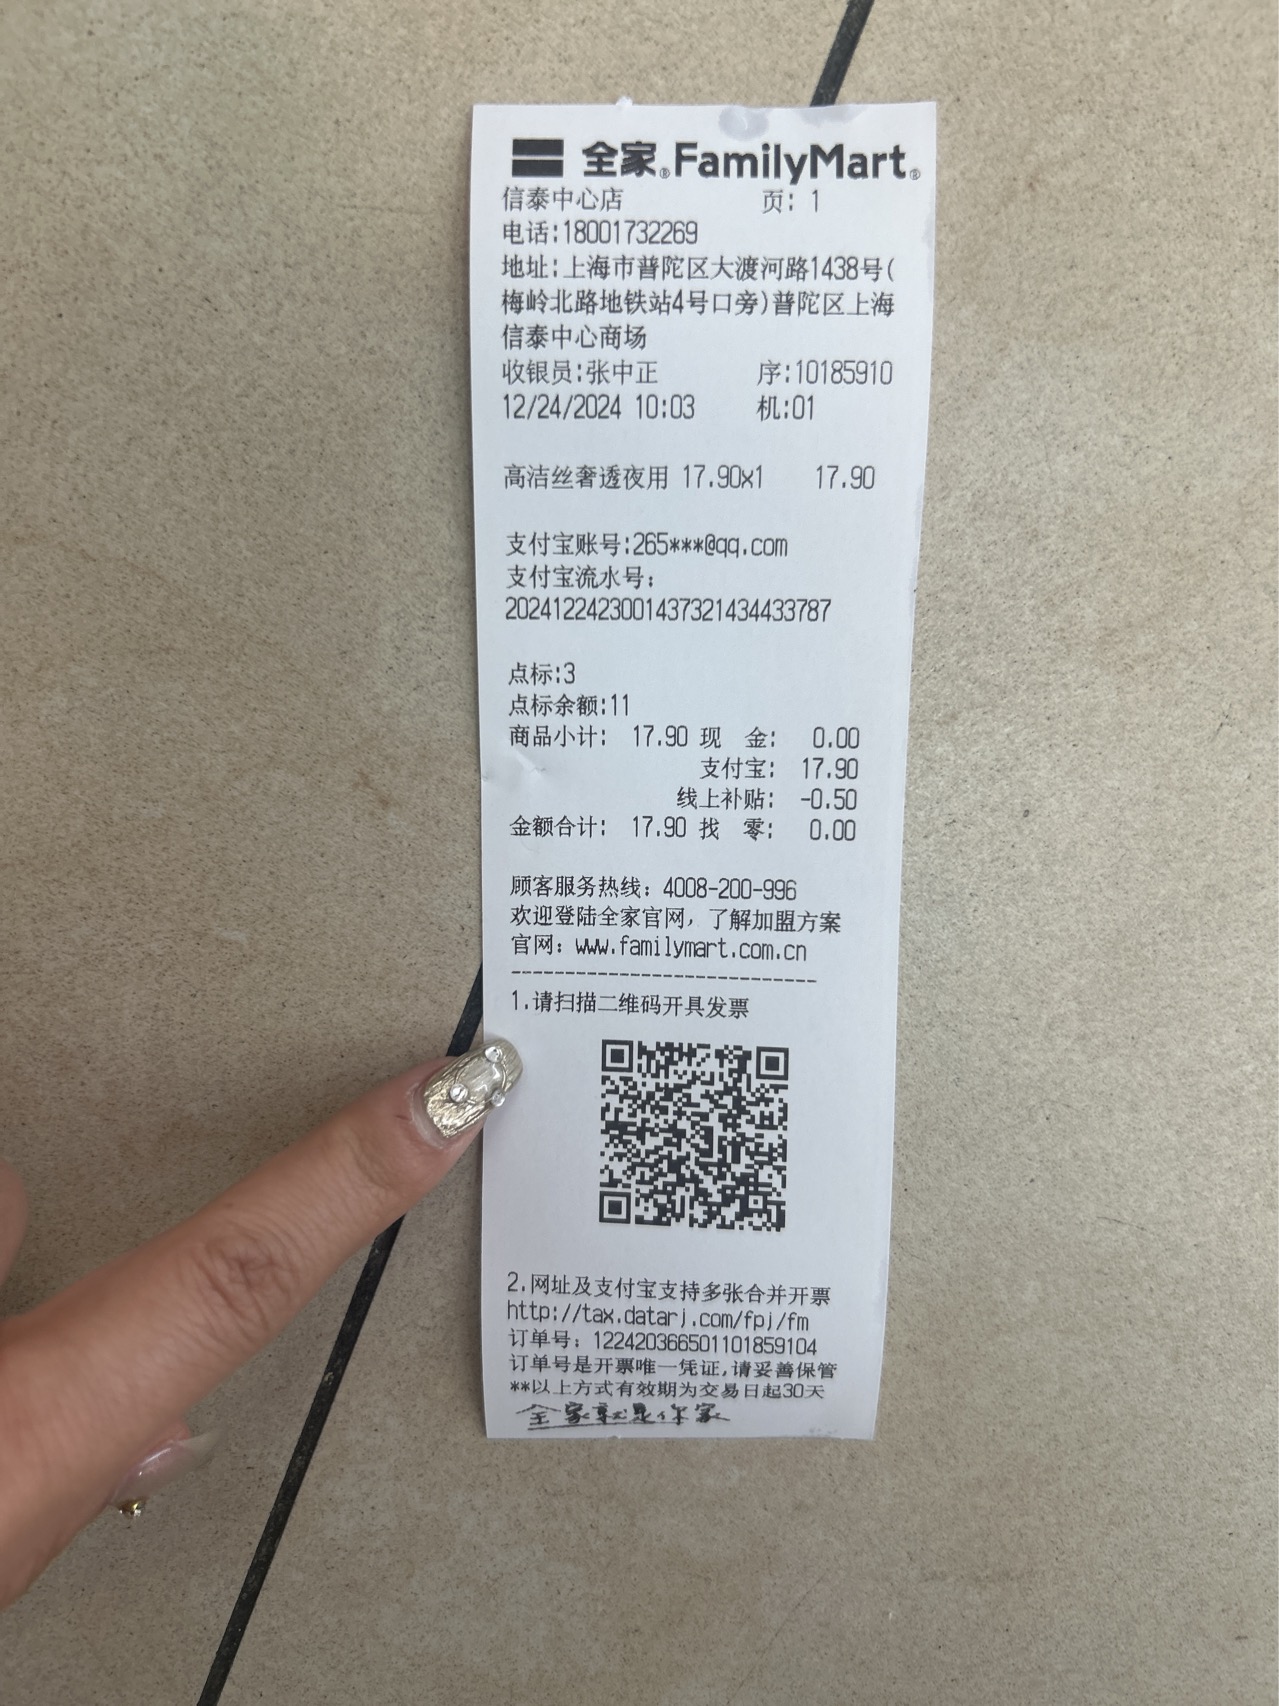 全家®FamilyMart®
信泰中心店 页: 1
电话:18001732269
地址:上海市普陀区大渡河路1438号(
梅岭北路地铁站4号口旁)普陀区上海
信泰中心商场
收银员:张中正 序:10185910
12/24/2024 10:03 机:01
高洁丝奢透夜用 17.90x1 17.90
支付宝账号:265***@qq.com
支付宝流水号:
2024122423001437321434433787
点标:3
点标余额:11
商品小计: 17.90 现 金: 0.00
支付宝: 17.90
线上补贴: -0.50
金额合计: 17.90 找 零: 0.00
顾客服务热线: 4008-200-996
欢迎登陆全家官网, 了解加盟方案
官网: www.familymart.com.cn
----------------------------
1.请扫描二维码开具发票
2.网址及支付宝支持多张合并开票
http://tax.datarj.com/fpj/fm
订单号: 122420366501101859104
订单号是开票唯一凭证,请妥善保管
**以上方式有效期为交易日起30天
全家就是你家